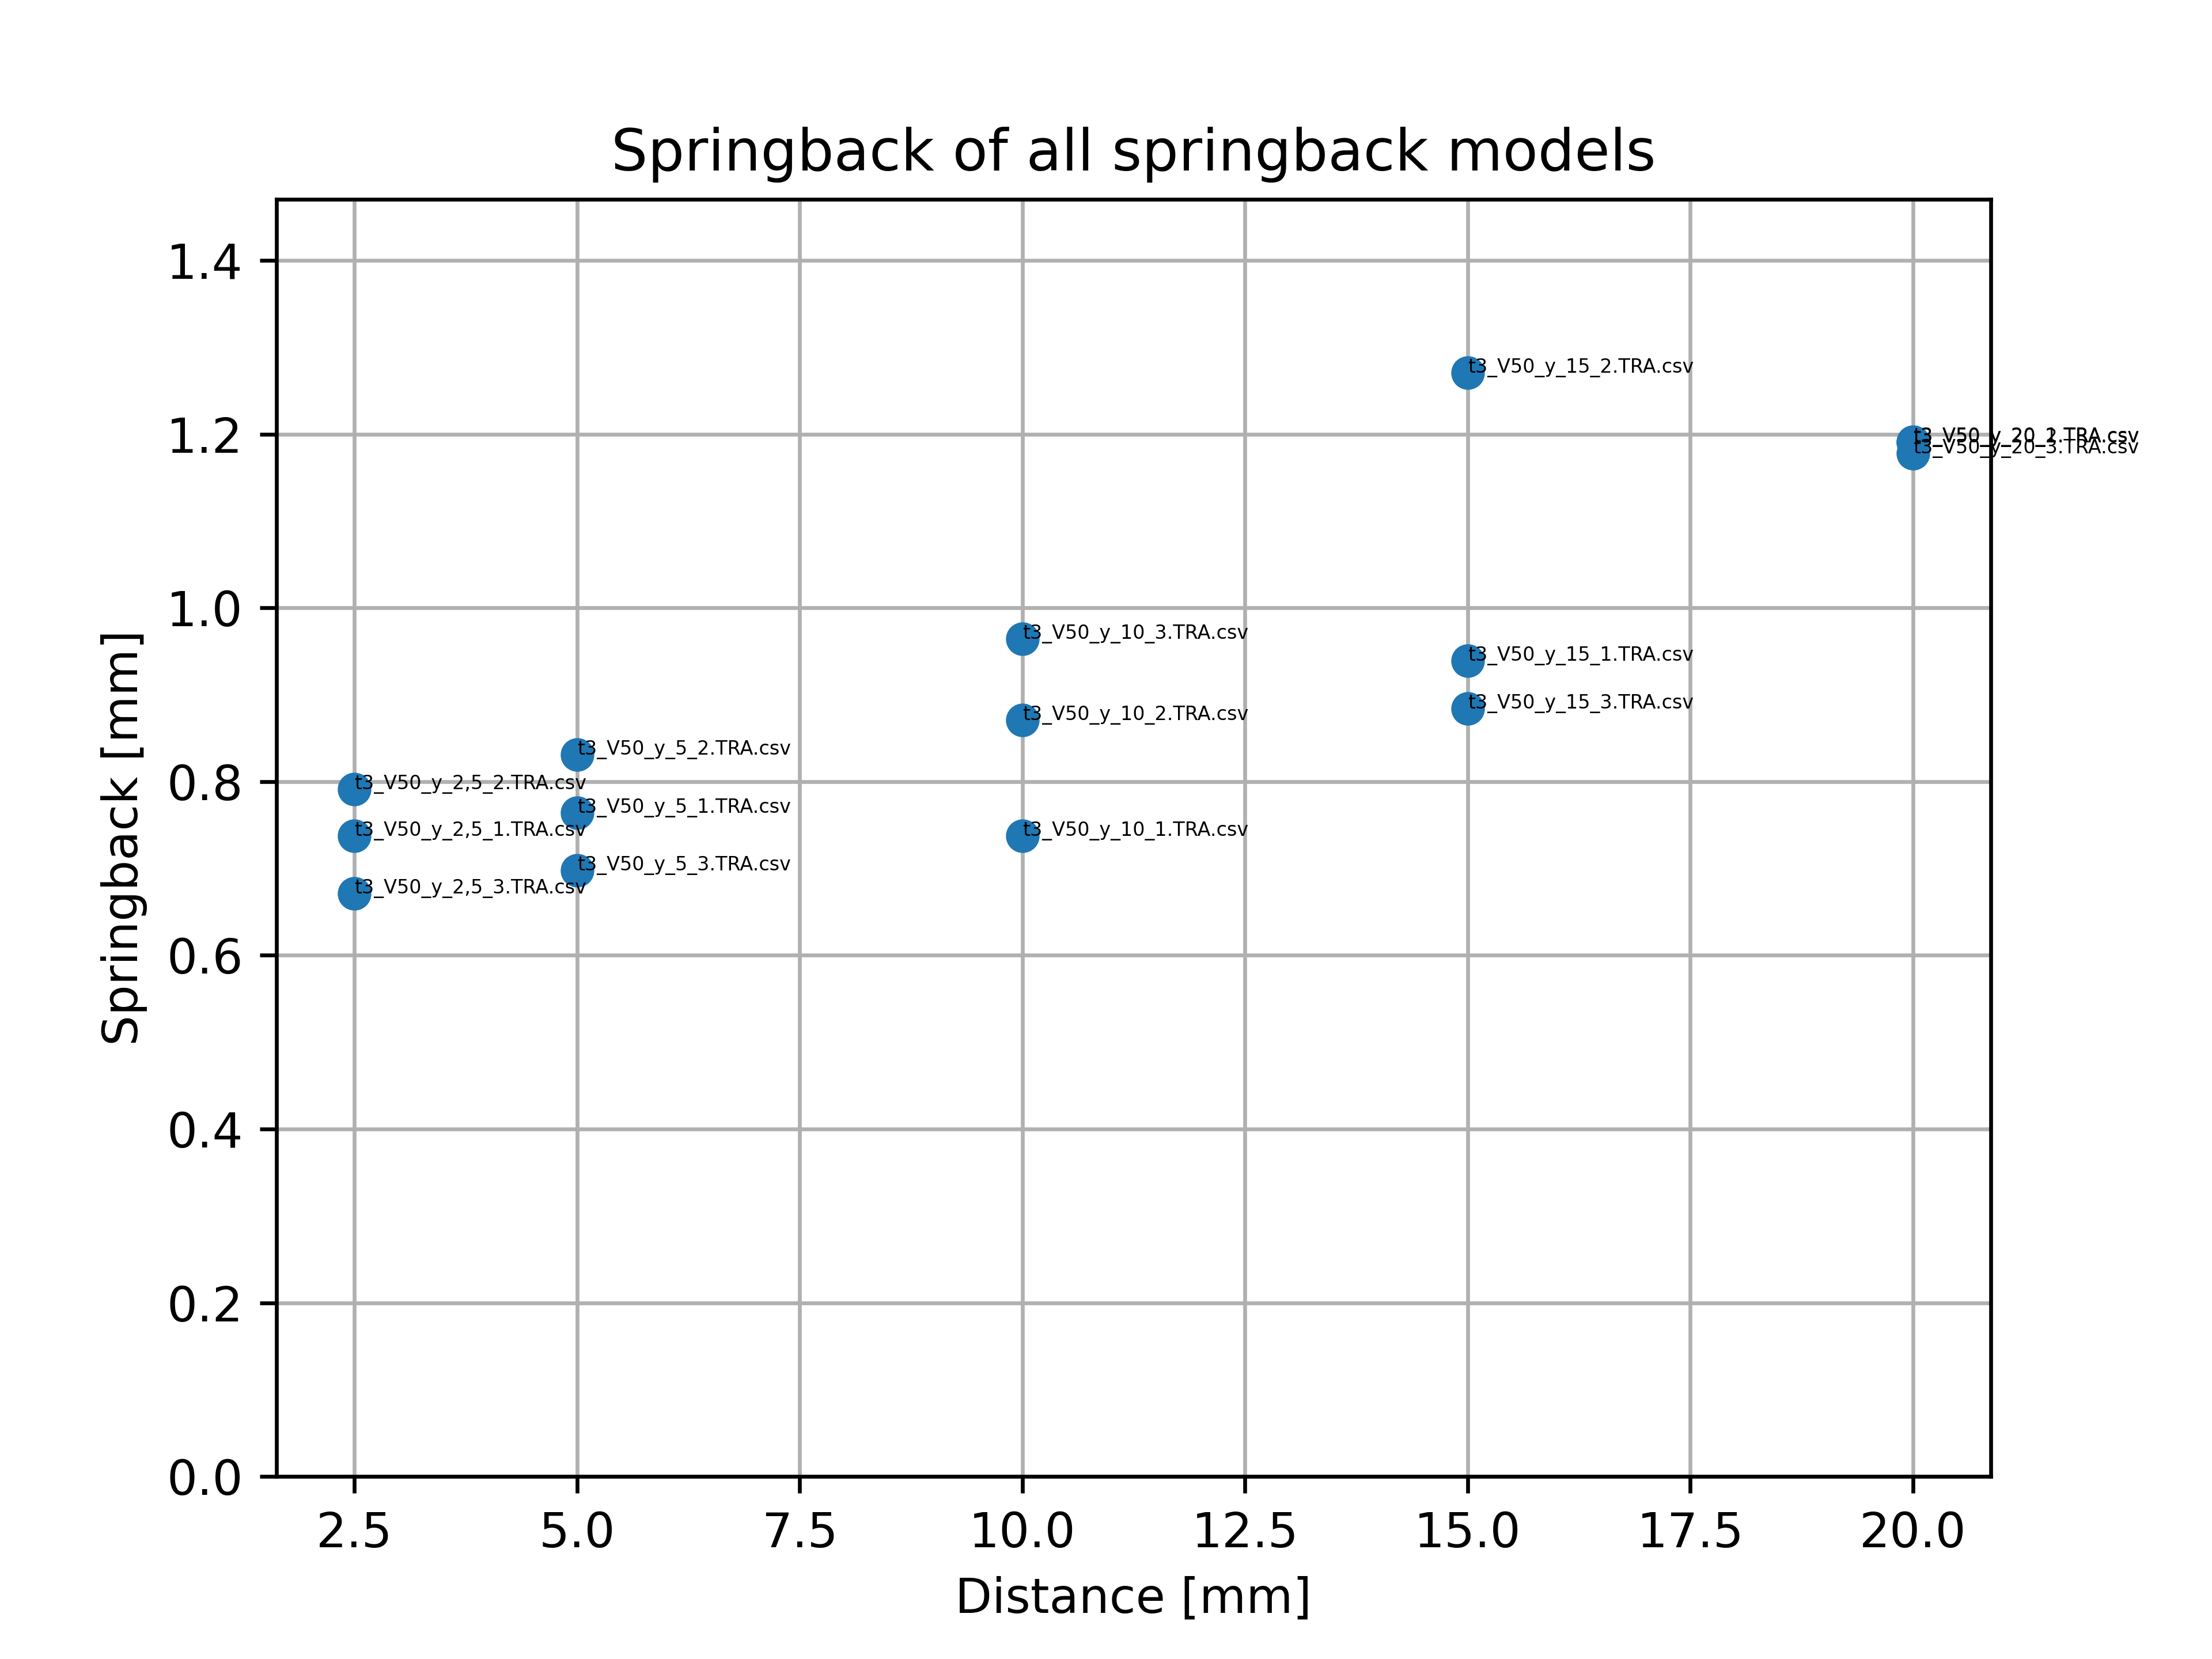 Springback of all springback models
1.4
1.2
1.0
0.8
0.6
0.4
0.2
0.0
Springback [mm]
t3_V50_y_15_2.TRA.csv
t3_V50_y_20_3.TRA.csv
t3_V50_y_10_3.TRA.csv
t3_V50_y_15_1.TRA.csv
t3_V50_y_15_3.TRA.csv
t3_V50_y_10_2.TRA.csv
t3_V50_y_5_2.TRA.csv
t3_V50_y_2,5_2.TRA.csv
t3_V50_y_5_1.TRA.csv
t3_V50_y_2,5_1.TRA.csv
t3_V50_y_10_1.TRA.csv
t3_V50_y_5_3.TRA.csv
t3_V50_y_2,5_3.TRA.csv
2.5 5.0 7.5 10.0 12.5 15.0 17.5 20.0
Distance [mm]